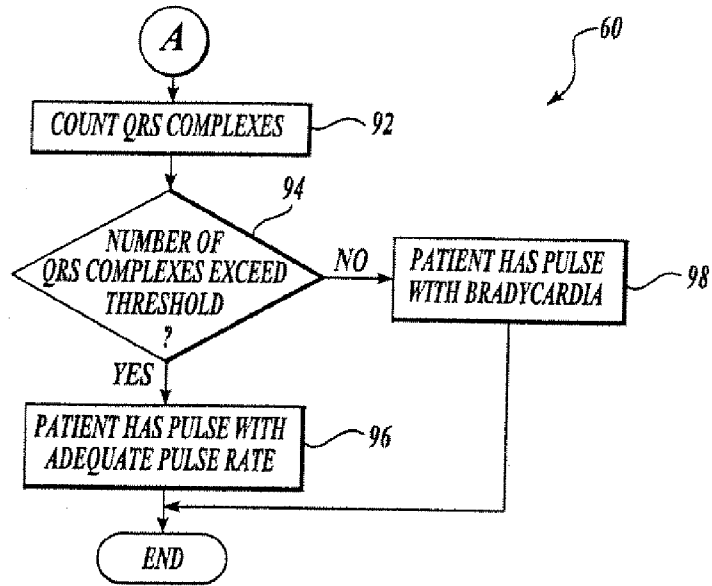 A
60
COUNT QRS COMPLEXES
92
94
NUMBER OF
QRS COMPLEXES EXCEED
THRESHOLD
?
NO
PATIENT HAS PULSE
WITH BRADYCARDIA
98
YES
PATIENT HAS PULSE WITH
ADEQUATE PULSE RATE
96
END